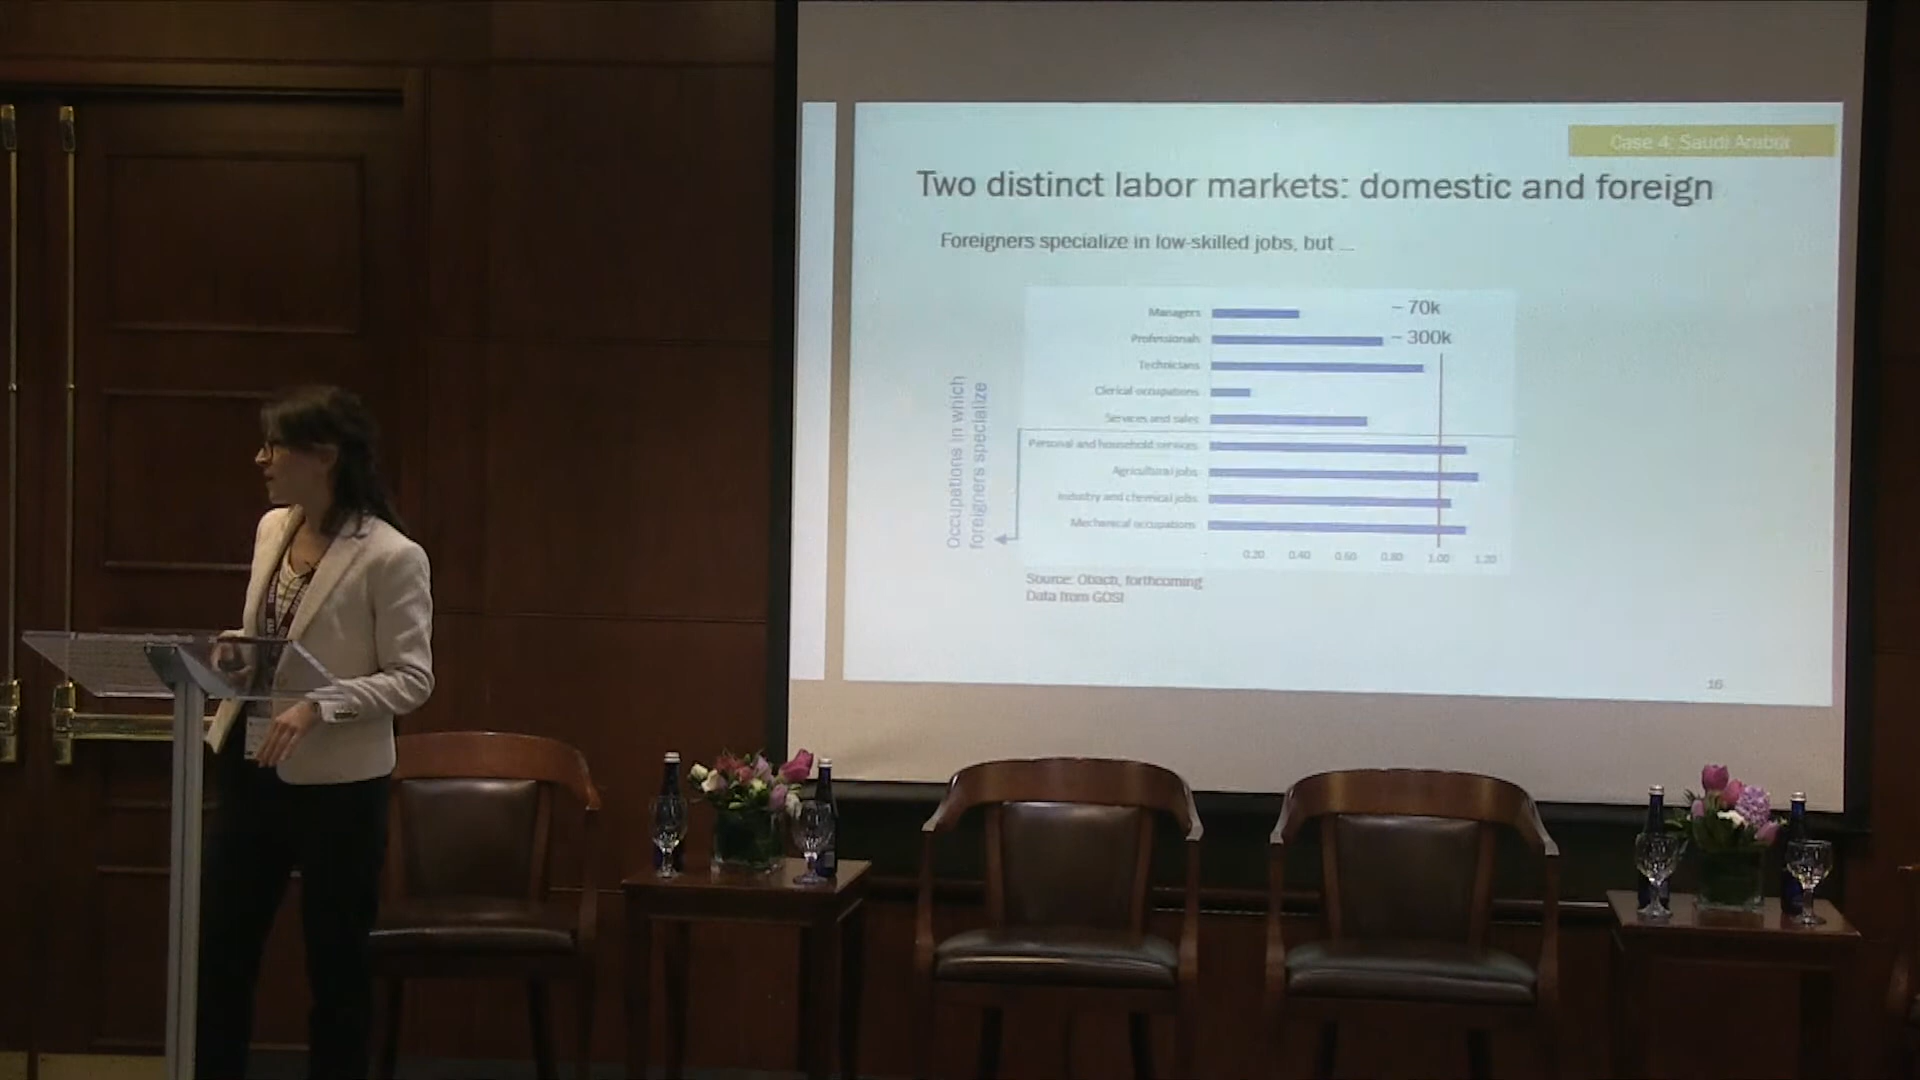 Case 4: Saudi Arabia
Two distinct labor markets: domestic and foreign
Foreigners specialize in low-skilled jobs, but ...
Managers
~ 70k
Professionals
~ 300k
Technicians
Clerical occupations
Services and sales
Personal and household services
Agricultural jobs
Industry and chemical jobs
Mechanical occupations
Occupations in which
foreigners specialize
- 0.20 0.40 0.60 0.80 1.00 1.20
Source: Obach, forthcoming
Data from GOSI
16